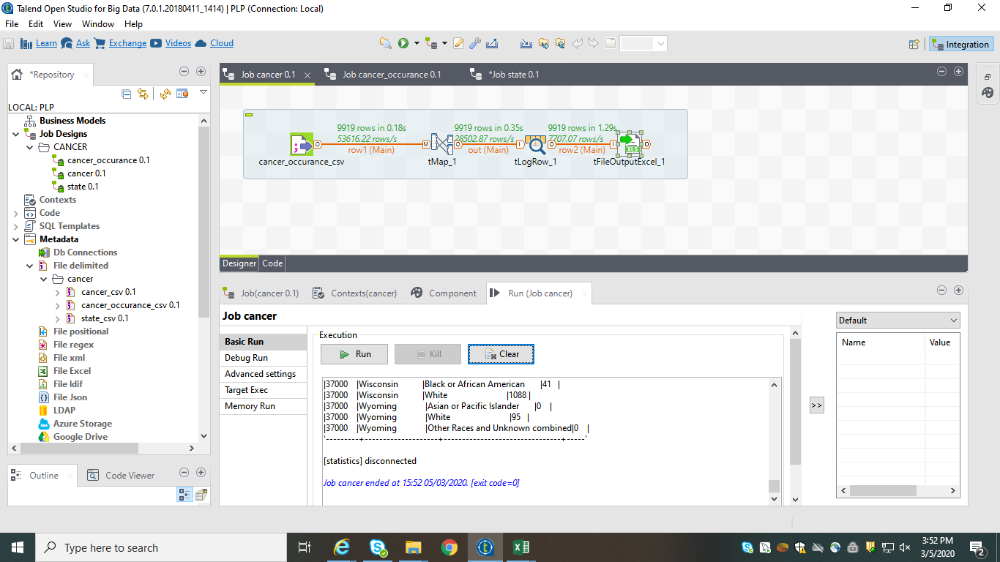 Talend Open Studio for Big Data (7.0.1.20180411_1414) | PLP (Connection: Local)
File Edit View Window Help
Learn Ask Exchange Videos Cloud
Integration
*Repository
LOCAL: PLP
Business Models
Job Designs
CANCER
cancer_occurance 0.1
cancer 0.1
state 0.1
Contexts
Code
SQL Templates
Metadata
Db Connections
File delimited
cancer
cancer_csv 0.1
cancer_occurance_csv 0.1
state_csv 0.1
File positional
File regex
File xml
File Excel
File ldif
File Json
LDAP
Azure Storage
Google Drive
Outline Code Viewer
Job cancer 0.1 Job cancer_occurance 0.1 *Job state 0.1
9919 rows in 0.18s 9919 rows in 0.35s 9919 rows in 1.29s
53616.22 rows/s 28502.87 rows/s 7707.07 rows/s
row1 (Main) out (Main) row2 (Main)
cancer_occurance_csv tMap_1 tLogRow_1 tFileOutputExcel_1
Designer Code
Job(cancer 0.1) Contexts(cancer) Component Run (Job cancer)
Job cancer
Basic Run
Debug Run
Advanced settings
Target Exec
Memory Run
Execution
Run Kill Clear
|37000 |Wisconsin |Black or African American |41 |
|37000 |Wisconsin |White |1088 |
|37000 |Wyoming |Asian or Pacific Islander |0 |
|37000 |Wyoming |White |95 |
|37000 |Wyoming |Other Races and Unknown combined|0 |
'----------+--------------------+--------------------------------+-----'
[statistics] disconnected
Job cancer ended at 15:52 05/03/2020. [exit code=0]
>>
Default
Name Value
Type here to search
3:52 PM
3/5/2020
2